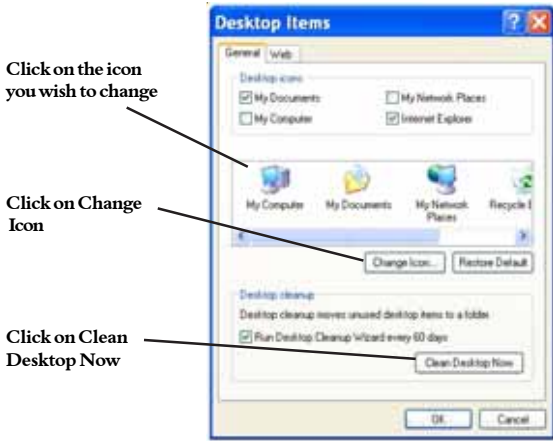 Desktop Items
General Web
Click on the icon
you wish to change
Desktop icons
My Documents My Network Places
My Computer Internet Explorer
My Computer My Documents My Network Places Recycle B
Click on Change
Icon
Change Icon... Restore Default
Desktop cleanup
Desktop cleanup moves unused desktop items to a folder.
Run Desktop Cleanup Wizard every 60 days
Click on Clean
Desktop Now
Clean Desktop Now
OK Cancel